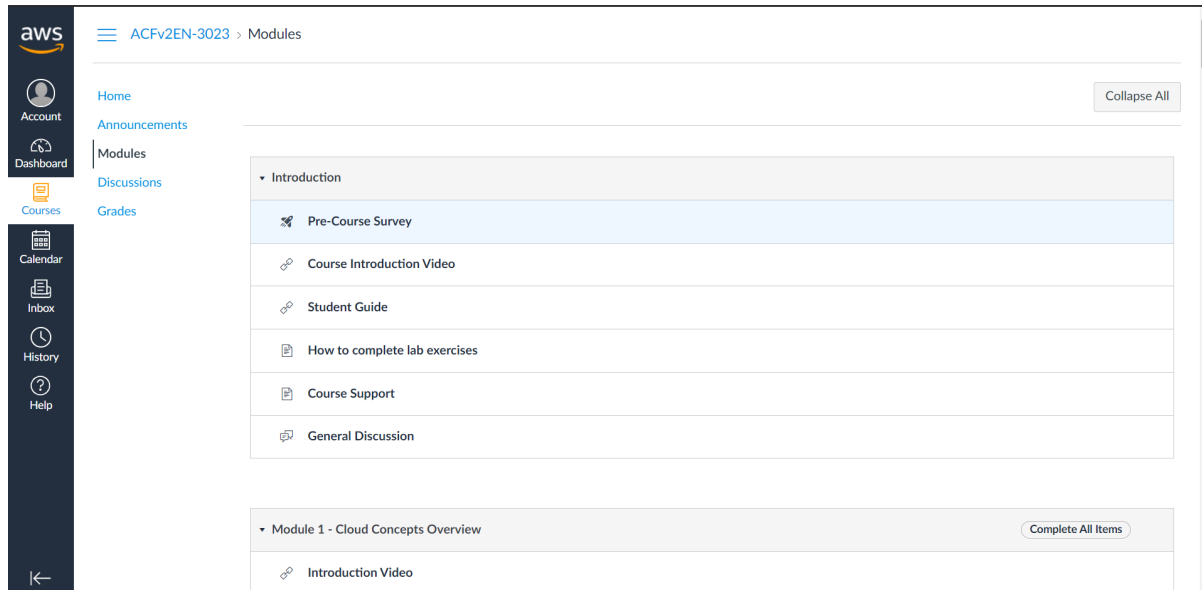 aws
ACFv2EN-3023 > Modules
Account
Dashboard
Courses
Calendar
Inbox
History
Help
Home
Announcements
Modules
Discussions
Grades
Collapse All
Introduction
Pre-Course Survey
Course Introduction Video
Student Guide
How to complete lab exercises
Course Support
General Discussion
Module 1 - Cloud Concepts Overview Complete All Items
Introduction Video